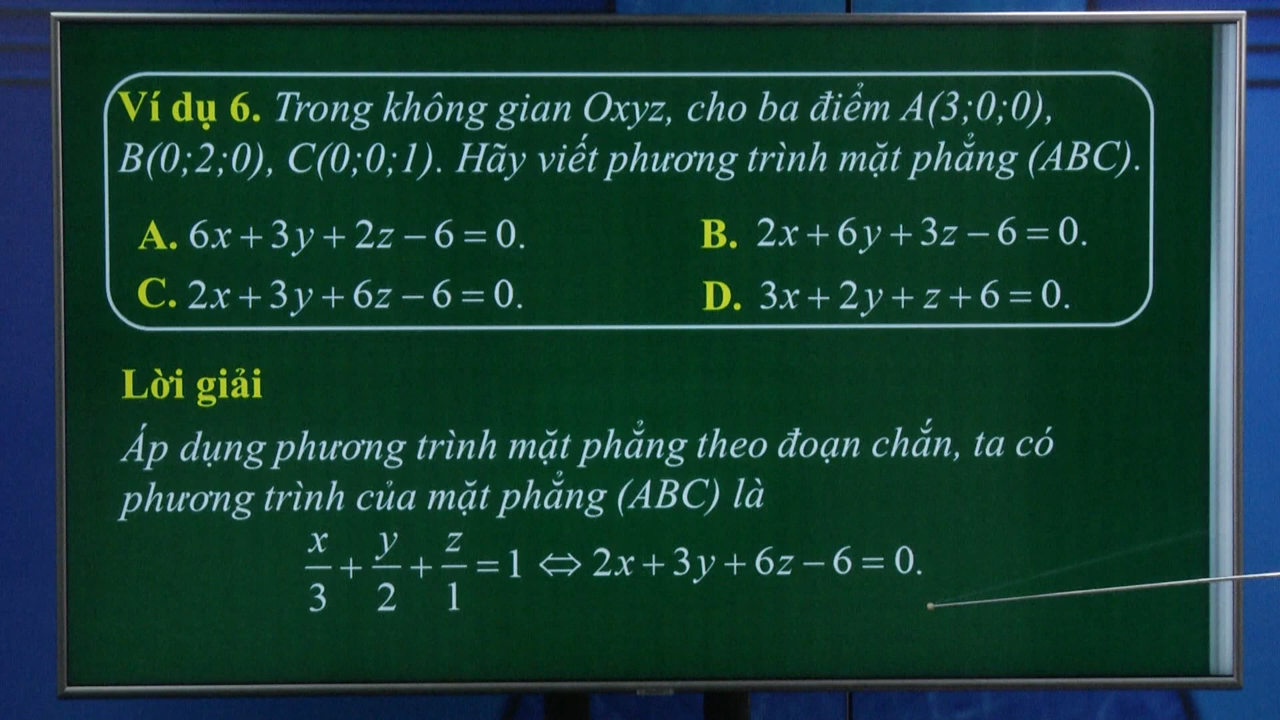 Ví dụ 6. Trong không gian Oxyz, cho ba điểm A(3;0;0),
B(0;2;0), C(0;0;1). Hãy viết phương trình mặt phẳng (ABC).
A. 6x + 3y + 2z − 6 = 0. B. 2x + 6y + 3z − 6 = 0.
C. 2x + 3y + 6z − 6 = 0. D. 3x + 2y + z + 6 = 0.
Lời giải
Áp dụng phương trình mặt phẳng theo đoạn chắn, ta có
phương trình của mặt phẳng (ABC) là
x/3 + y/2 + z/1 = 1 ⇔ 2x + 3y + 6z − 6 = 0.